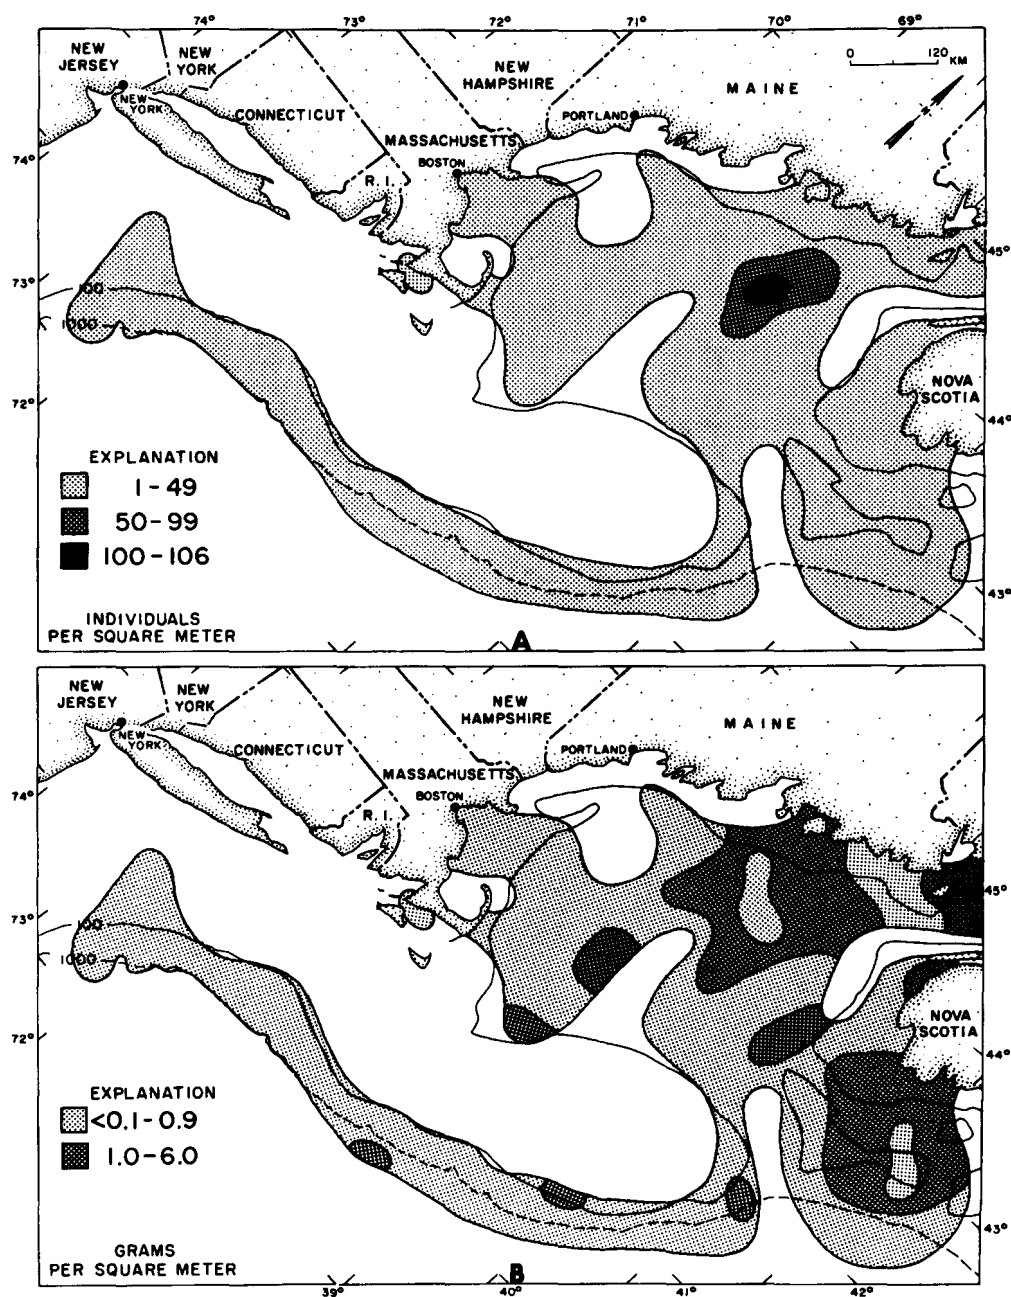 74° 73° 72° 71° 70° 69°
NEW JERSEY
NEW YORK
NEW YORK
CONNECTICUT
NEW HAMPSHIRE
MAINE
0 120 KM
PORTLAND
MASSACHUSETTS
BOSTON
R.I.
74°
45°
73°
100
1000
NOVA SCOTIA
72°
44°
EXPLANATION
1-49
50-99
100-106
43°
INDIVIDUALS
PER SQUARE METER
A
NEW JERSEY
NEW YORK
NEW YORK
CONNECTICUT
NEW HAMPSHIRE
MAINE
PORTLAND
MASSACHUSETTS
BOSTON
R.I.
74°
45°
73°
100
1000
NOVA SCOTIA
72°
44°
EXPLANATION
<0.1-0.9
1.0-6.0
43°
GRAMS
PER SQUARE METER
B
39° 40° 41° 42°